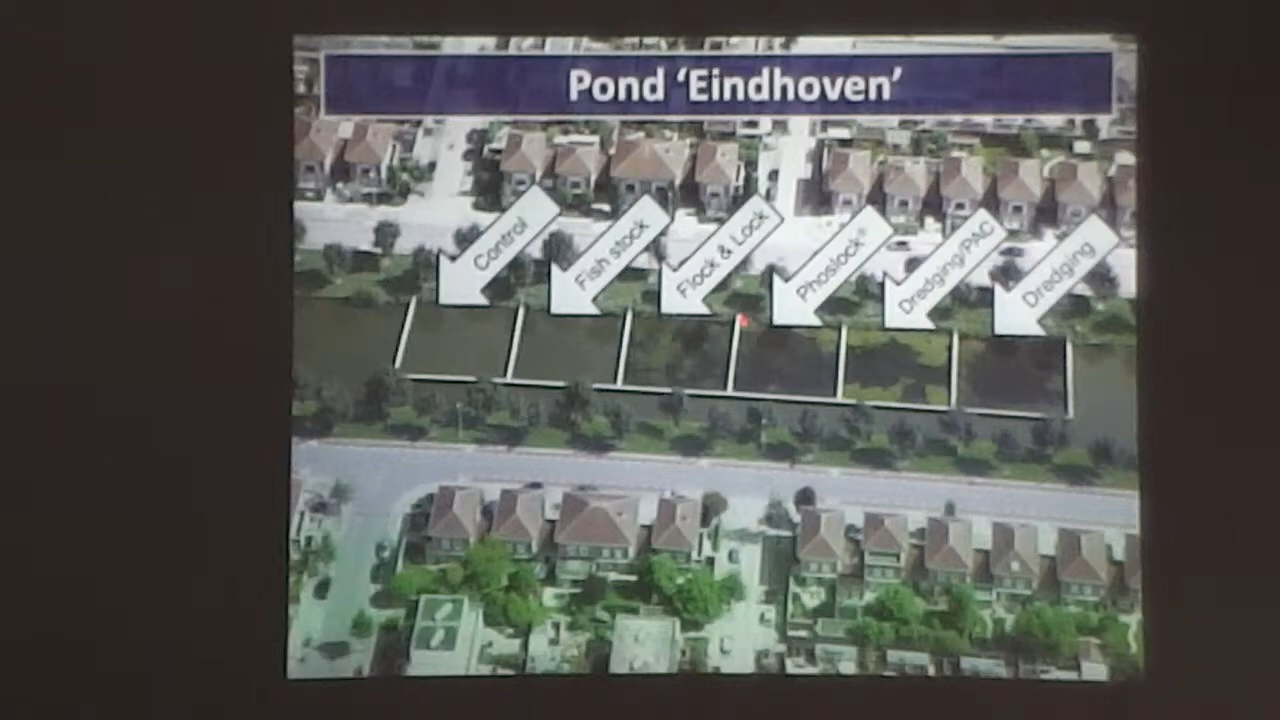 Pond ‘Eindhoven’
Control
Fish stock
Flock & Lock
Phoslock®
Dredging/PAC
Dredging